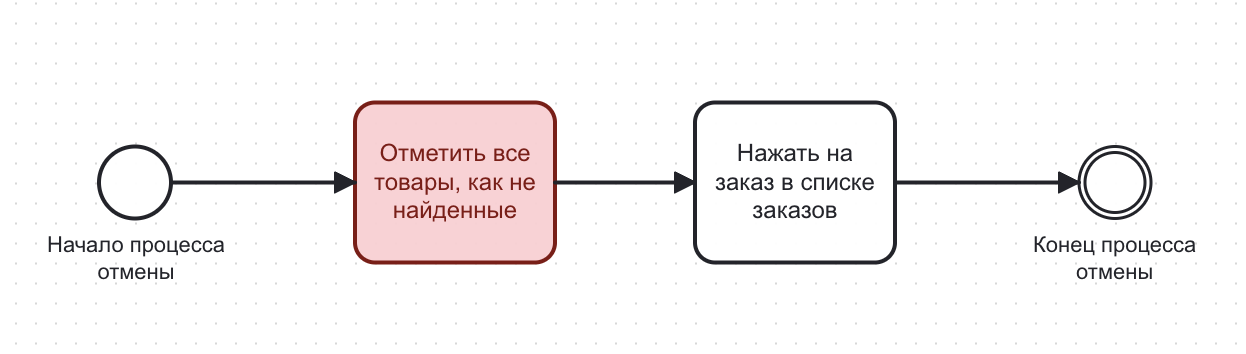 Начало процесса
отмены
Отметить все
товары, как не
найденные
Нажать на
заказ в списке
заказов
Конец процесса
отмены